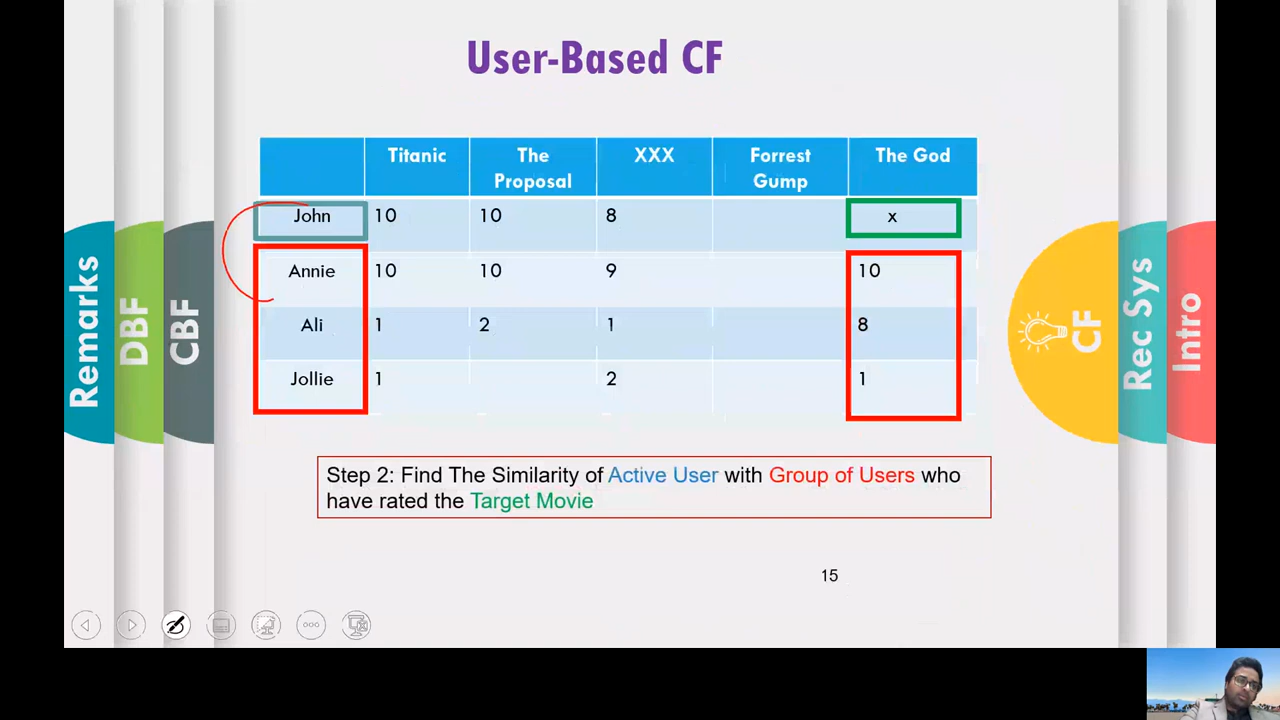 User-Based CF
Titanic The Proposal XXX Forrest Gump The God
John 10 10 8 x
Annie 10 10 9 10
Ali 1 2 1 8
Jollie 1 2 1
Step 2: Find The Similarity of Active User with Group of Users who
have rated the Target Movie
15
Remarks
DBF
CBF
CF
Rec Sys
Intro